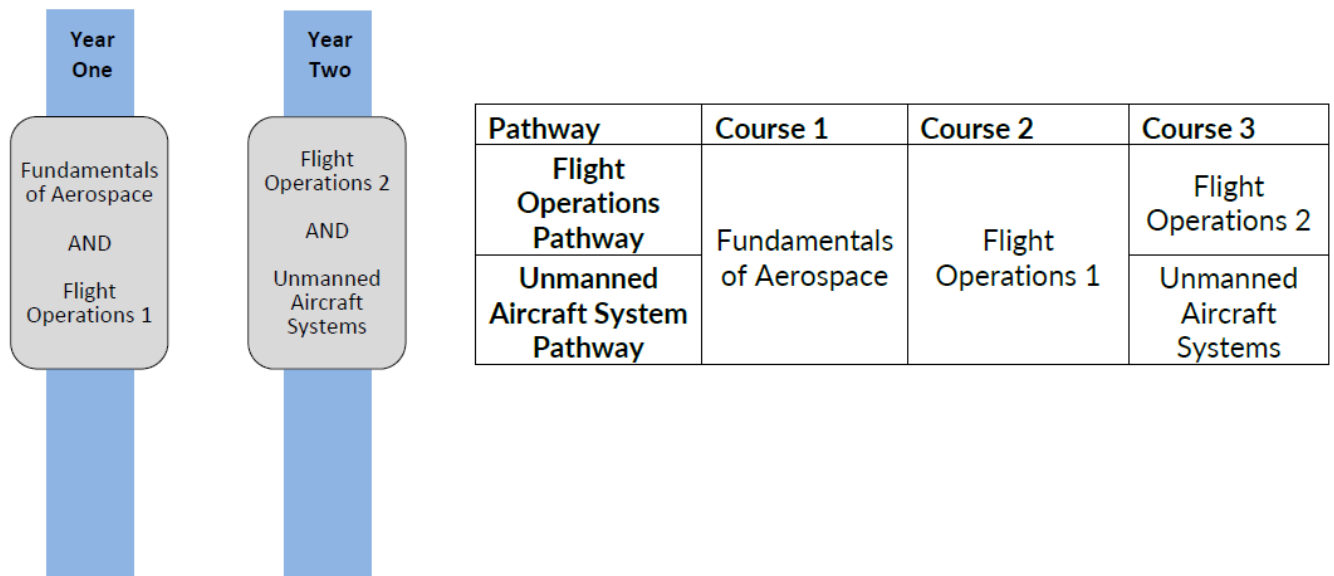 Year
One
Fundamentals
of Aerospace
AND
Flight
Operations 1
Year
Two
Flight
Operations 2
AND
Unmanned
Aircraft
Systems
Pathway Course 1 Course 2 Course 3
Flight
Operations
Pathway
Unmanned
Aircraft System
Pathway
Fundamentals
of Aerospace
Flight
Operations 1
Flight
Operations 2
Unmanned
Aircraft
Systems